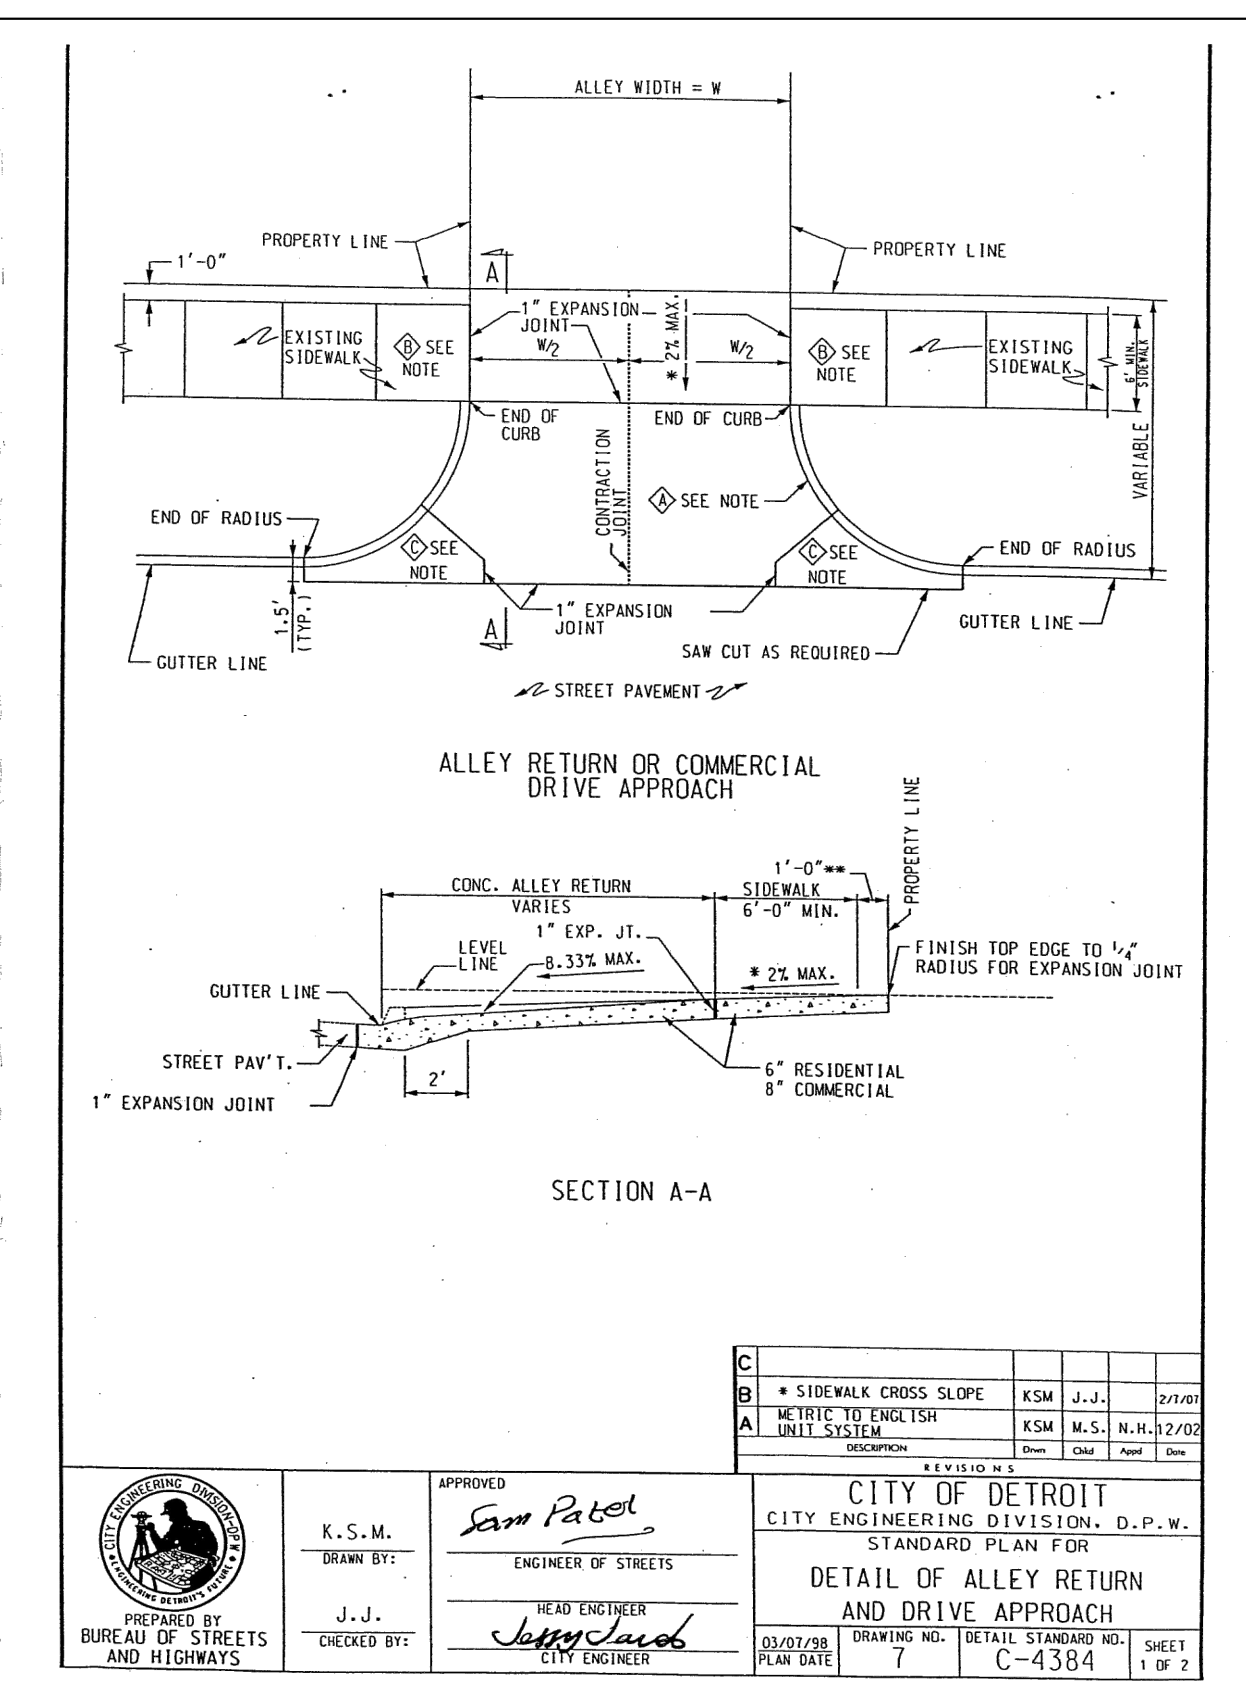 ALLEY WIDTH = W
PROPERTY LINE
PROPERTY LINE
1'-0"
A
1" EXPANSION
JOINT
* 2% MAX.
W/2
W/2
EXISTING
SIDEWALK
B SEE
NOTE
B SEE
NOTE
EXISTING
SIDEWALK
6' MIN.
SIDEWALK
VARIABLE
END OF
CURB
END OF CURB
CONTRACTION
JOINT
A SEE NOTE
END OF RADIUS
C SEE
NOTE
C SEE
NOTE
END OF RADIUS
1.5'
(TYP.)
1" EXPANSION
JOINT
A
GUTTER LINE
GUTTER LINE
SAW CUT AS REQUIRED
STREET PAVEMENT
ALLEY RETURN OR COMMERCIAL
DRIVE APPROACH
PROPERTY LINE
1'-0"**
CONC. ALLEY RETURN
VARIES
SIDEWALK
6'-0" MIN.
1" EXP. JT.
LEVEL
LINE
8.33% MAX.
* 2% MAX.
FINISH TOP EDGE TO 1/4"
RADIUS FOR EXPANSION JOINT
GUTTER LINE
STREET PAV'T.
2'
6" RESIDENTIAL
8" COMMERCIAL
1" EXPANSION JOINT
SECTION A-A
C
B * SIDEWALK CROSS SLOPE KSM J.J. 2/7/07
A METRIC TO ENGLISH
UNIT SYSTEM KSM M.S. N.H. 12/02
DESCRIPTION Drwn Chkd Appd Date
REVISIONS
CITY ENGINEERING DIVISION-DPW
ENGINEERING DETROIT'S FUTURE
PREPARED BY
BUREAU OF STREETS
AND HIGHWAYS
K.S.M.
DRAWN BY:
J.J.
CHECKED BY:
APPROVED
Sam Patel
ENGINEER OF STREETS
HEAD ENGINEER
CITY ENGINEER
CITY OF DETROIT
CITY ENGINEERING DIVISION, D.P.W.
STANDARD PLAN FOR
DETAIL OF ALLEY RETURN
AND DRIVE APPROACH
03/07/98
PLAN DATE
DRAWING NO.
7
DETAIL STANDARD NO.
C-4384
SHEET
1 OF 2